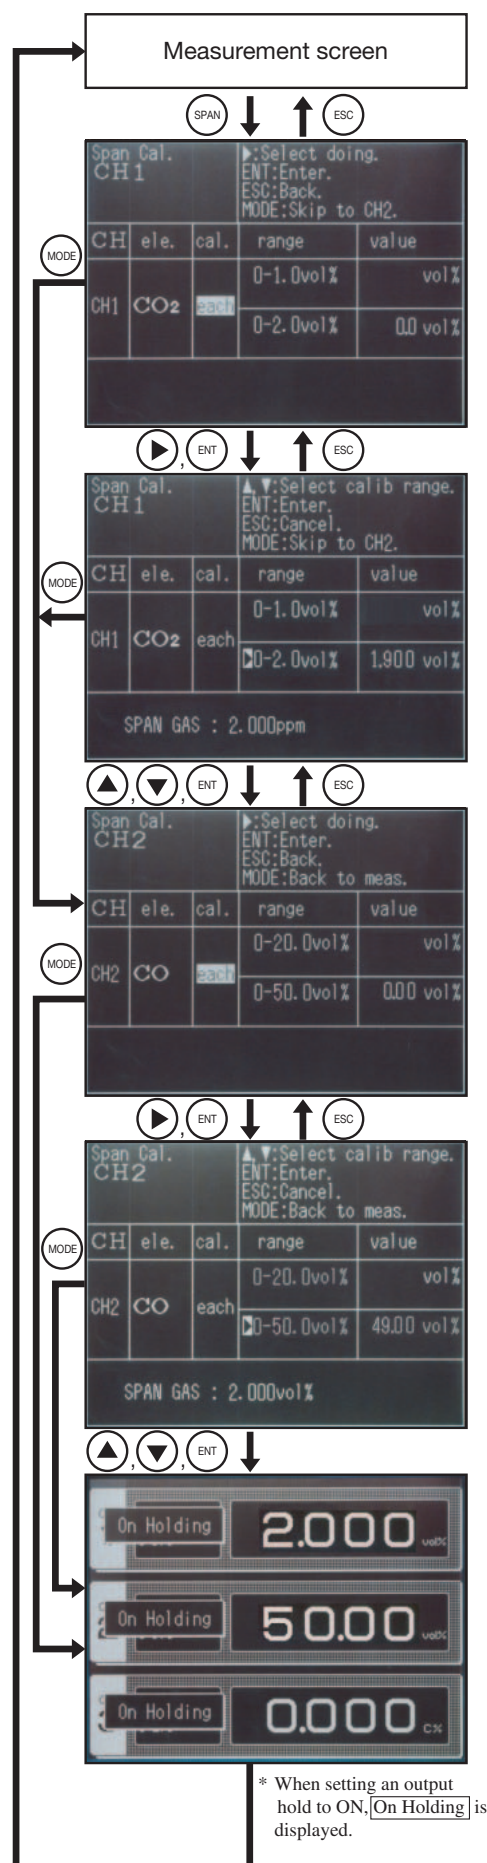 Measurement screen
SPAN ESC
Span Cal.
CH1
▶:Select doing.
ENT:Enter.
ESC:Back.
MODE:Skip to CH2.
MODE
CH ele. cal. range value
0-1.0vol% vol%
CH1 CO2 each
0-2.0vol% 0.0 vol%
▶, ENT ESC
Span Cal.
CH1
▲,▼:Select calib range.
ENT:Enter.
ESC:Cancel.
MODE:Skip to CH2.
MODE
CH ele. cal. range value
0-1.0vol% vol%
CH1 CO2 each
▶0-2.0vol% 1.900 vol%
SPAN GAS : 2.000ppm
▲, ▼, ENT ESC
Span Cal.
CH2
▶:Select doing.
ENT:Enter.
ESC:Back.
MODE:Back to meas.
CH ele. cal. range value
MODE
0-20.0vol% vol%
CH2 CO each
0-50.0vol% 0.00 vol%
▶, ENT ESC
Span Cal.
CH2
▲,▼:Select calib range.
ENT:Enter.
ESC:Cancel.
MODE:Back to meas.
MODE
CH ele. cal. range value
0-20.0vol% vol%
CH2 CO each
▶0-50.0vol% 49.00 vol%
SPAN GAS : 2.000vol%
▲, ▼, ENT
On Holding 2.000 vol%
On Holding 50.00 vol%
On Holding 0.000 C%
* When setting an output
hold to ON, On Holding is
displayed.